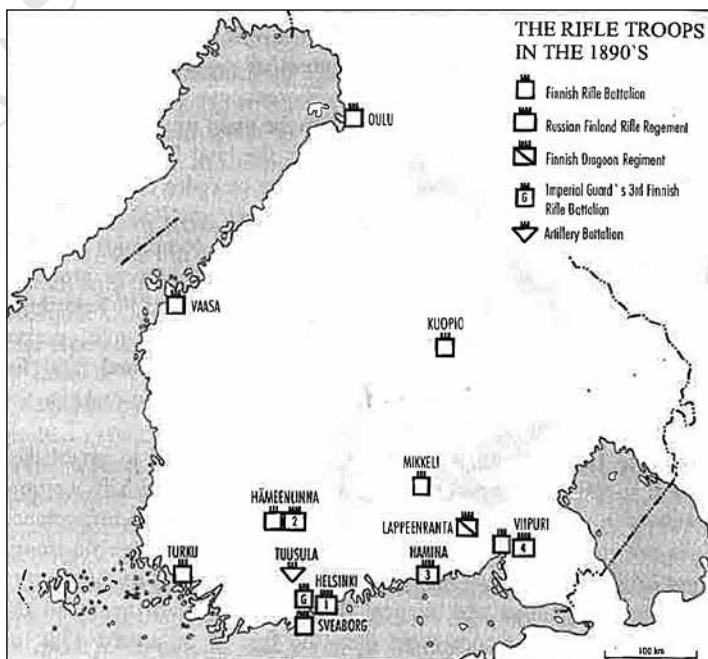 THE RIFLE TROOPS
IN THE 1890`S
Finnish Rifle Battalion
Russian Finland Rifle Regement
Finnish Dragoon Regiment
G
Imperial Guard`s 3rd Finnish
Rifle Battalion
Artillery Battalion
OULU
VAASA
KUOPIO
MIKKELI
HÄMEENLINNA
2
LAPPEENRANTA
VIIPURI
4
TURKU
TUUSULA
HAMINA
3
HELSINKI
G
1
SVEABORG
100 km